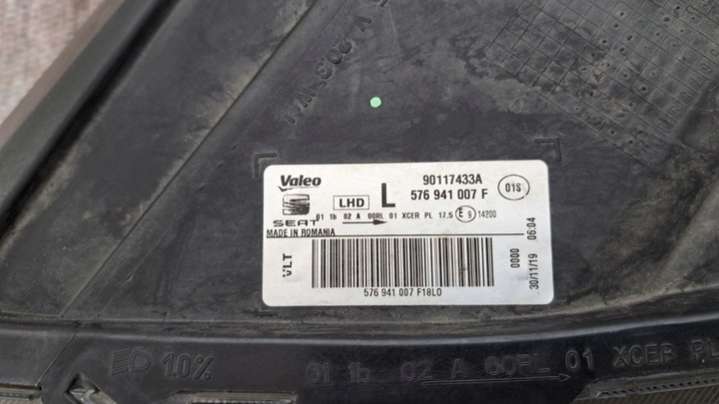 Valeo
90117433A
LHD L 576 941 007 F
01S
01 1b 02 A 00RL 01 XCER PL 17.5 E 9 14200
SEAT
MADE IN ROMANIA
VLT
0000 06:04
30/11/19
576 941 007 F18L0
10% 01 1b 02 A 00RL 01 XCER PL